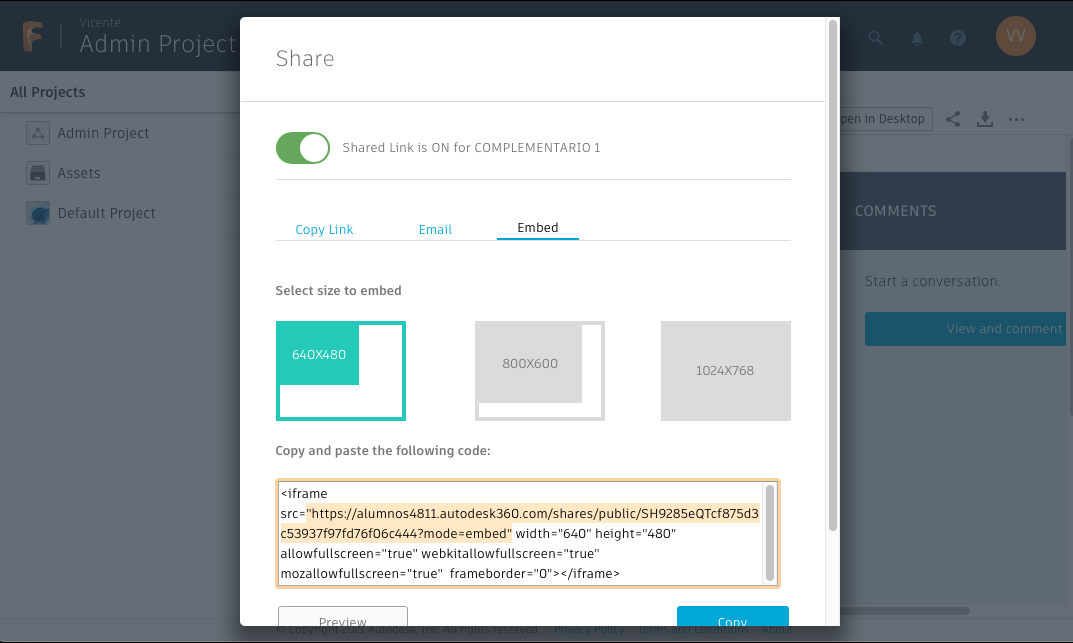 Vicente
Admin Project
VV
All Projects
Admin Project
Assets
Default Project
Share
Shared Link is ON for COMPLEMENTARIO 1
Copy Link
Email
Embed
Select size to embed
640X480
800X600
1024X768
Copy and paste the following code:
<iframe
src="https://alumnos4811.autodesk360.com/shares/public/SH9285eQTcf875d3
c53937f97fd76f06c444?mode=embed" width="640" height="480"
allowfullscreen="true" webkitallowfullscreen="true"
mozallowfullscreen="true"  frameborder="0"></iframe>
Preview
Copy
pen in Desktop
COMMENTS
Start a conversation.
View and comment
© Copyright 2021 Autodesk, Inc. All rights reserved.
Privacy Policy
Terms and Conditions
About